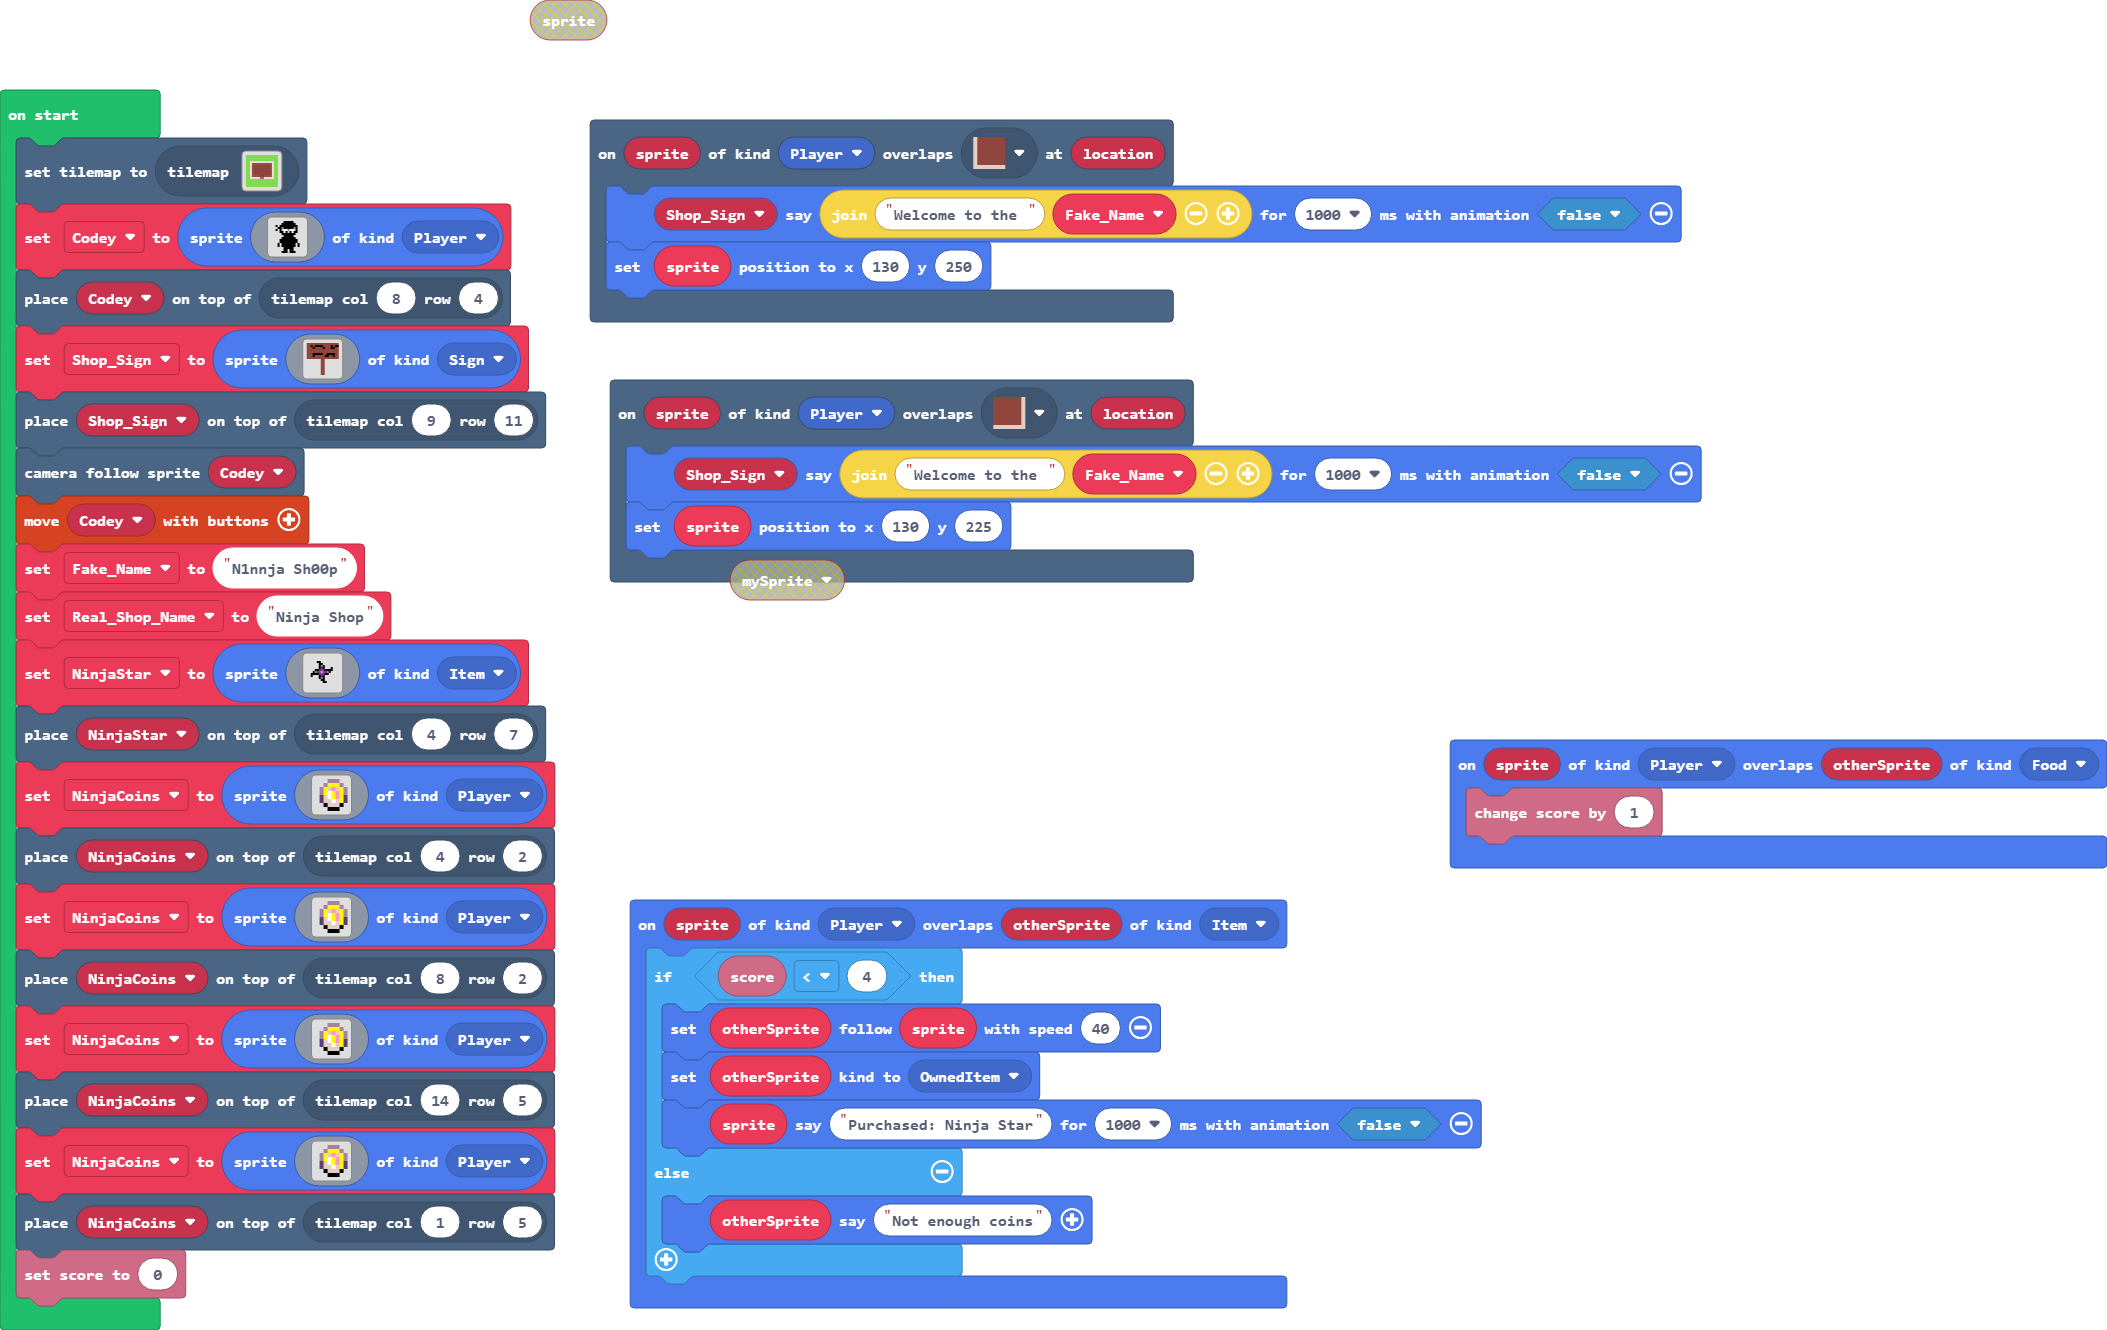 sprite
on start
set tilemap to tilemap
set Codey to sprite of kind Player
place Codey on top of tilemap col 8 row 4
set Shop_Sign to sprite of kind Sign
place Shop_Sign on top of tilemap col 9 row 11
camera follow sprite Codey
move Codey with buttons
set Fake_Name to "N1nnja Sh00p"
set Real_Shop_Name to "Ninja Shop"
set NinjaStar to sprite of kind Item
place NinjaStar on top of tilemap col 4 row 7
set NinjaCoins to sprite of kind Player
place NinjaCoins on top of tilemap col 4 row 2
set NinjaCoins to sprite of kind Player
place NinjaCoins on top of tilemap col 8 row 2
set NinjaCoins to sprite of kind Player
place NinjaCoins on top of tilemap col 14 row 5
set NinjaCoins to sprite of kind Player
place NinjaCoins on top of tilemap col 1 row 5
set score to 0
on sprite of kind Player overlaps at location
Shop_Sign say join "Welcome to the " Fake_Name for 1000 ms with animation false
set sprite position to x 130 y 250
on sprite of kind Player overlaps at location
Shop_Sign say join "Welcome to the " Fake_Name for 1000 ms with animation false
set sprite position to x 130 y 225
mySprite
on sprite of kind Player overlaps otherSprite of kind Food
change score by 1
on sprite of kind Player overlaps otherSprite of kind Item
if score < 4 then
set otherSprite follow sprite with speed 40
set otherSprite kind to OwnedItem
sprite say "Purchased: Ninja Star" for 1000 ms with animation false
else
otherSprite say "Not enough coins"